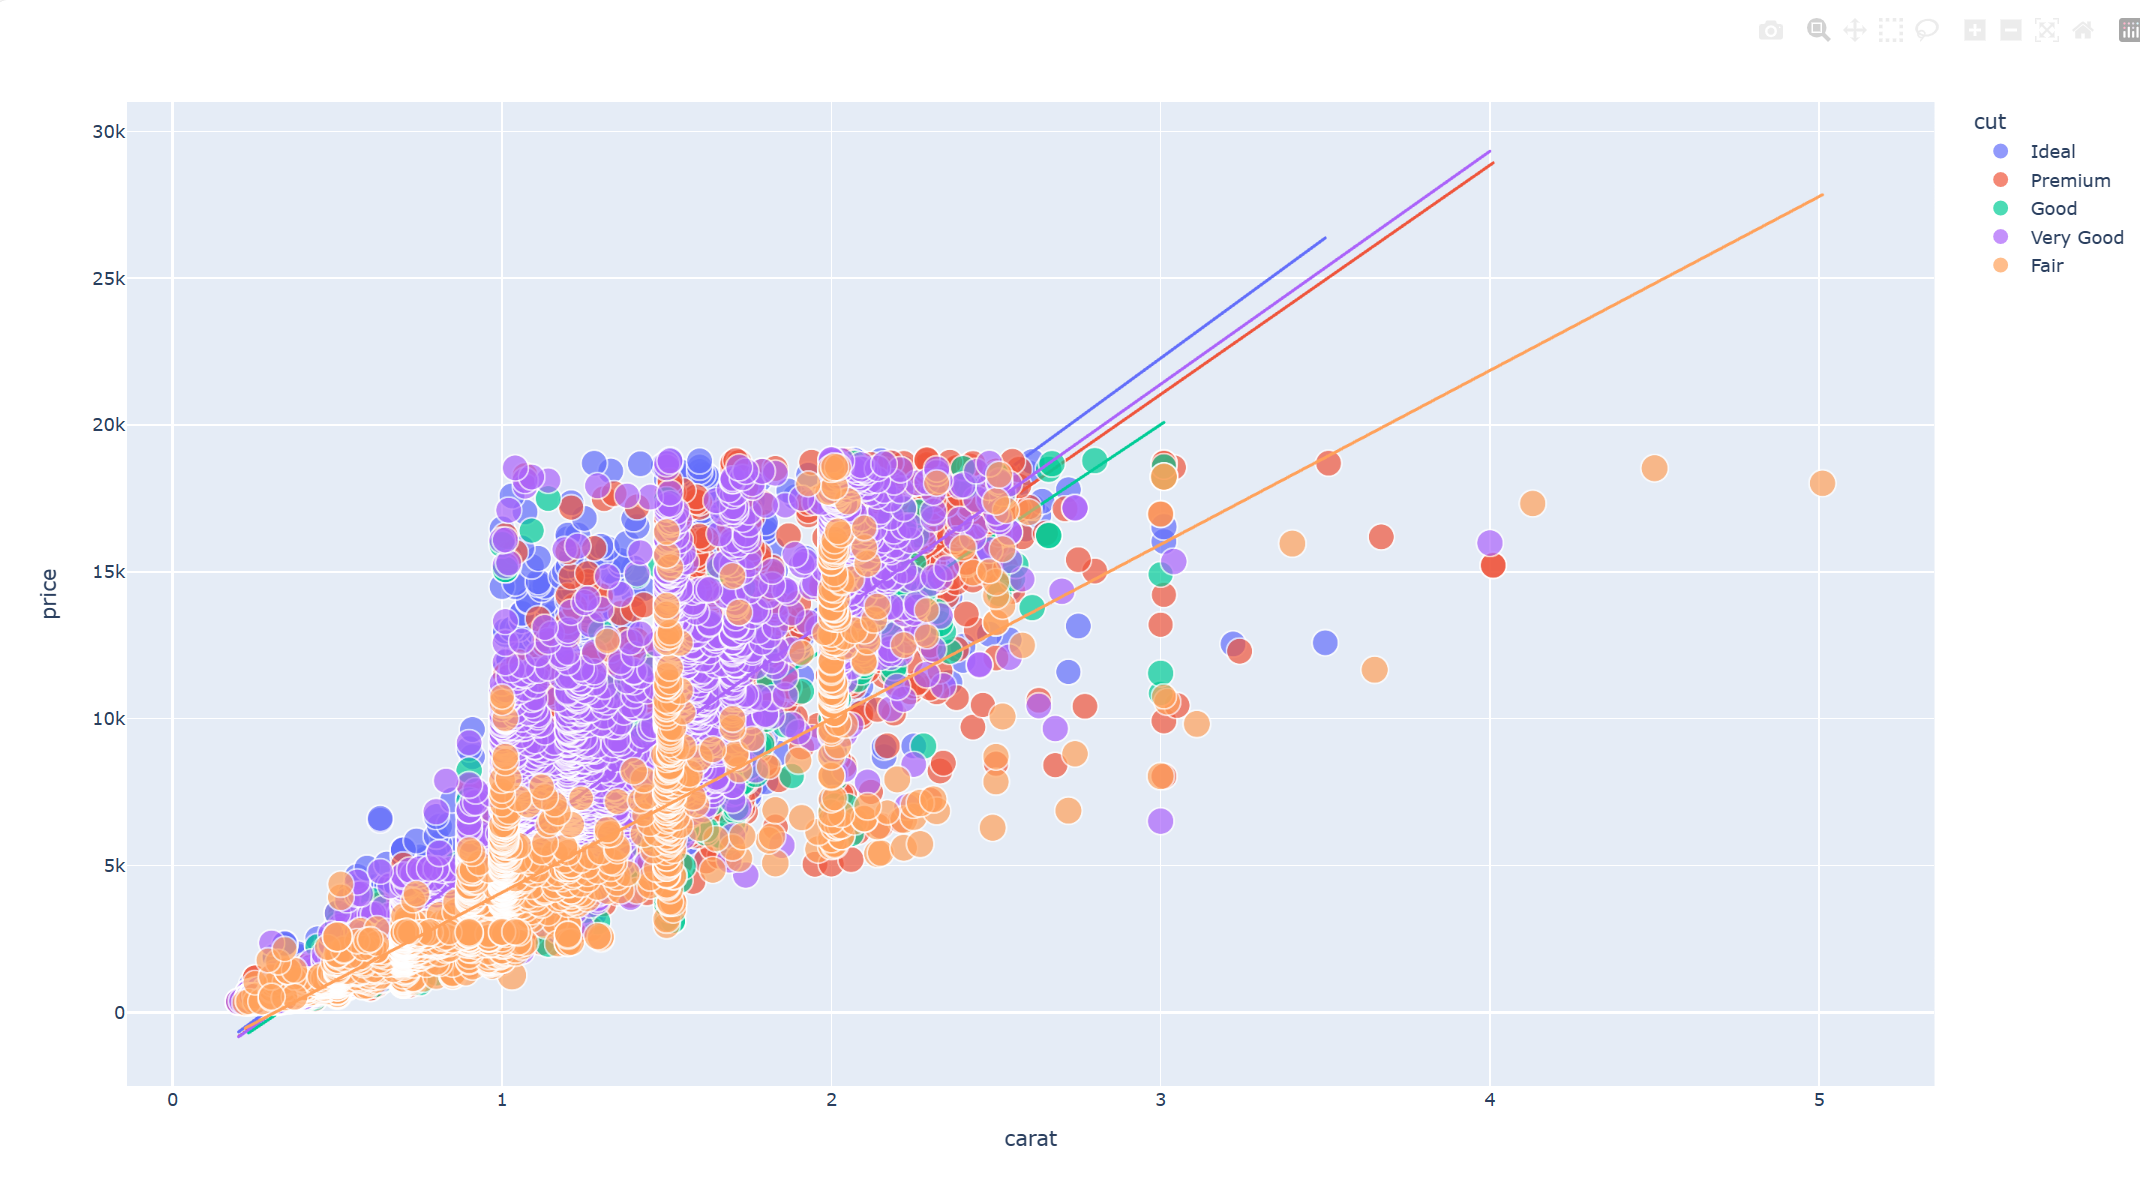 30k
25k
20k
15k
10k
5k
0
price
0 1 2 3 4 5
carat
cut
Ideal
Premium
Good
Very Good
Fair